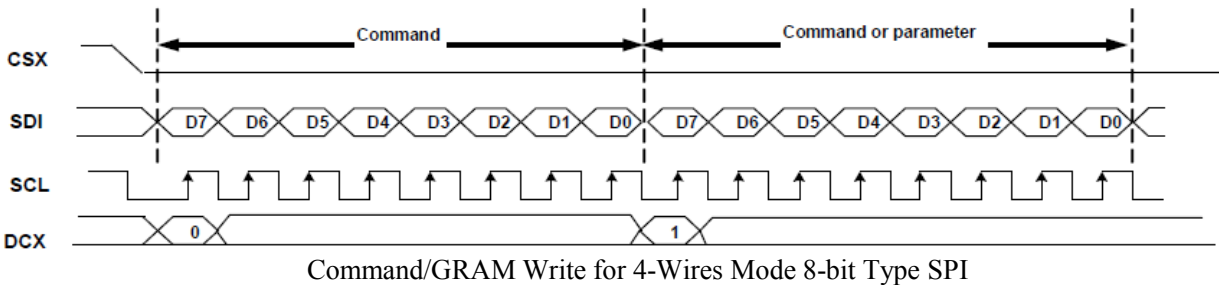 Command
Command or parameter
CSX
SDI D7 D6 D5 D4 D3 D2 D1 D0 D7 D6 D5 D4 D3 D2 D1 D0
SCL
DCX 0 1
Command/GRAM Write for 4-Wires Mode 8-bit Type SPI